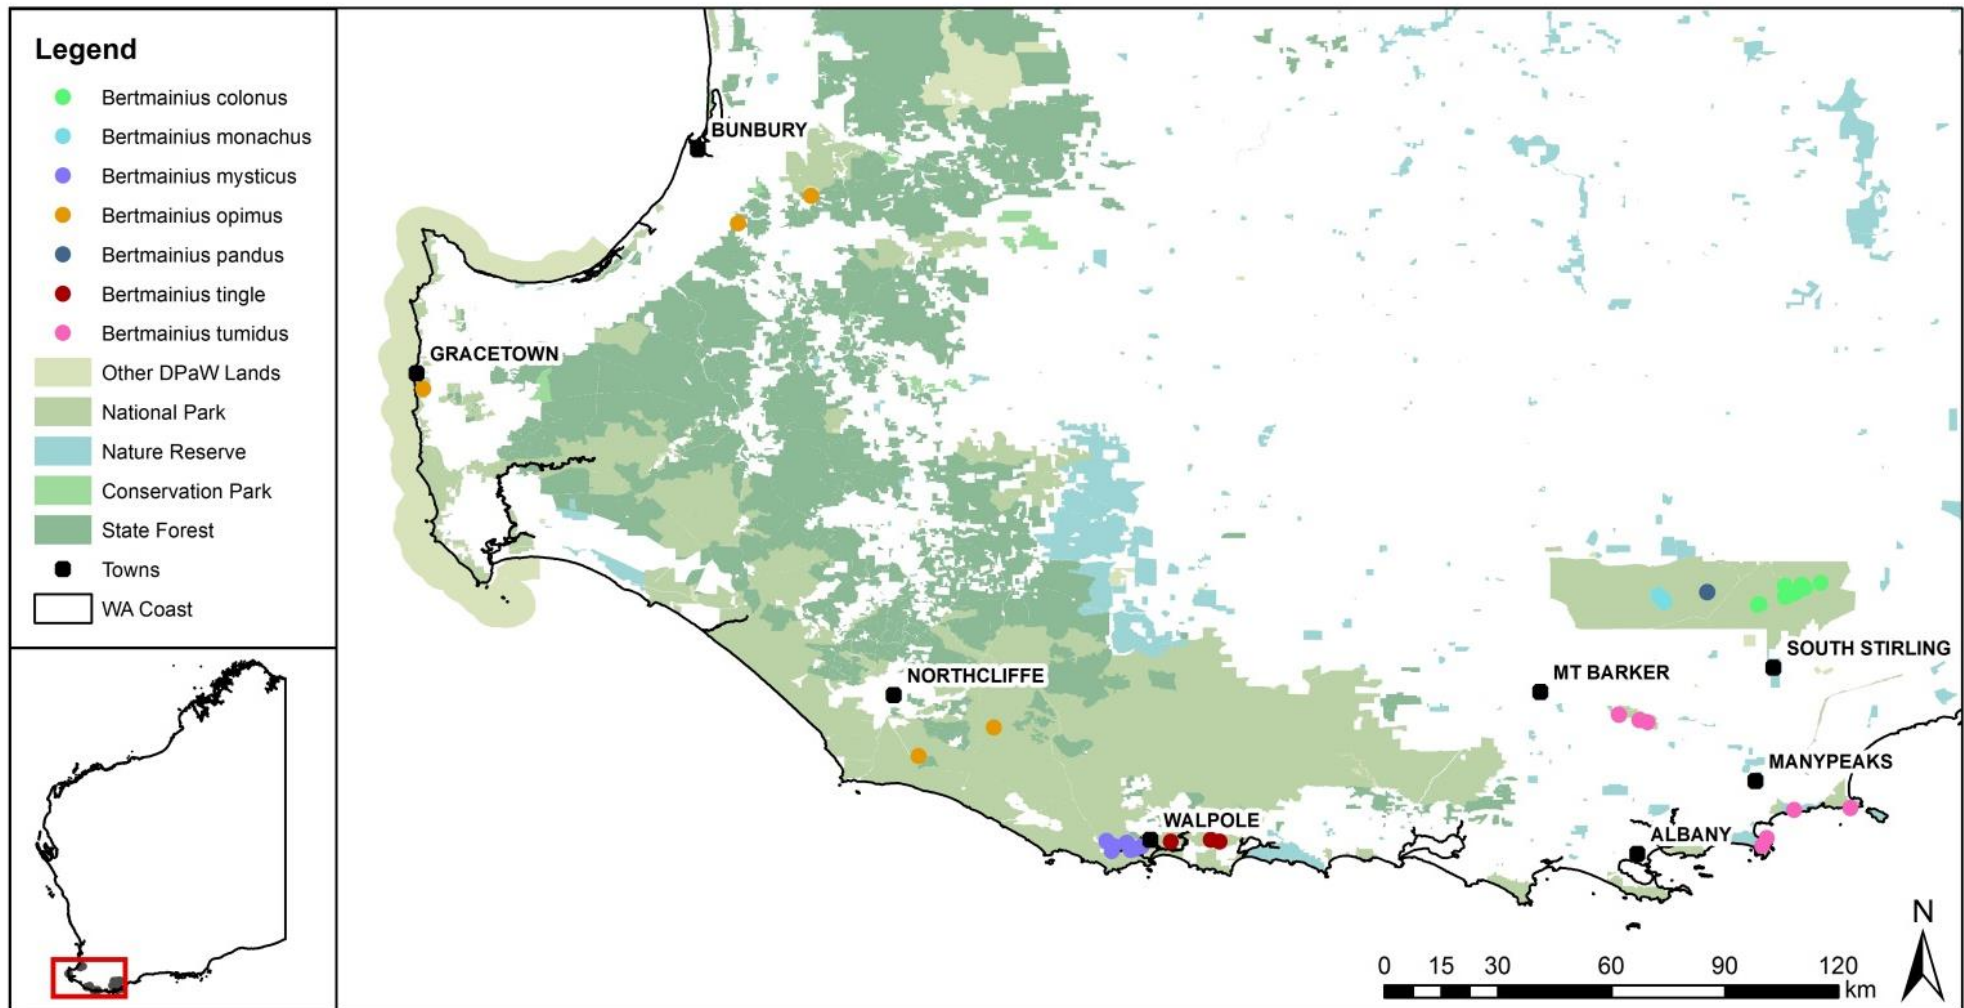 Legend
Bertmainius colonus
Bertmainius monachus
Bertmainius mysticus
Bertmainius opimus
Bertmainius pandus
Bertmainius tingle
Bertmainius tumidus
Other DPaW Lands
National Park
Nature Reserve
Conservation Park
State Forest
Towns
WA Coast
BUNBURY
GRACETOWN
NORTHCLIFFE
SOUTH STIRLING
MT BARKER
MANYPEAKS
WALPOLE
ALBANY
N
0 15 30 60 90 120
km